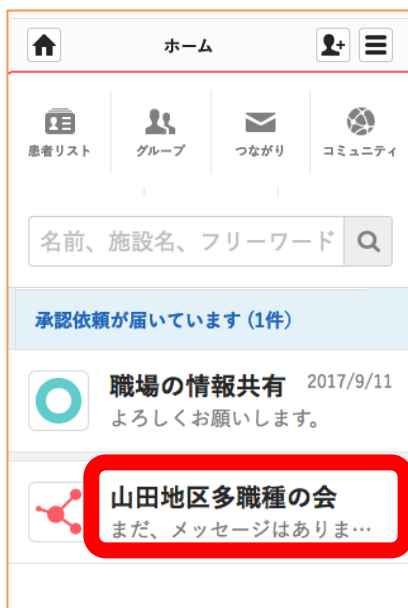 ホーム
患者リスト グループ つながり コミュニティ
名前、施設名、フリーワード
承認依頼が届いています (1件)
職場の情報共有 2017/9/11
よろしくお願いします。
山田地区多職種の会
まだ、メッセージはありま…